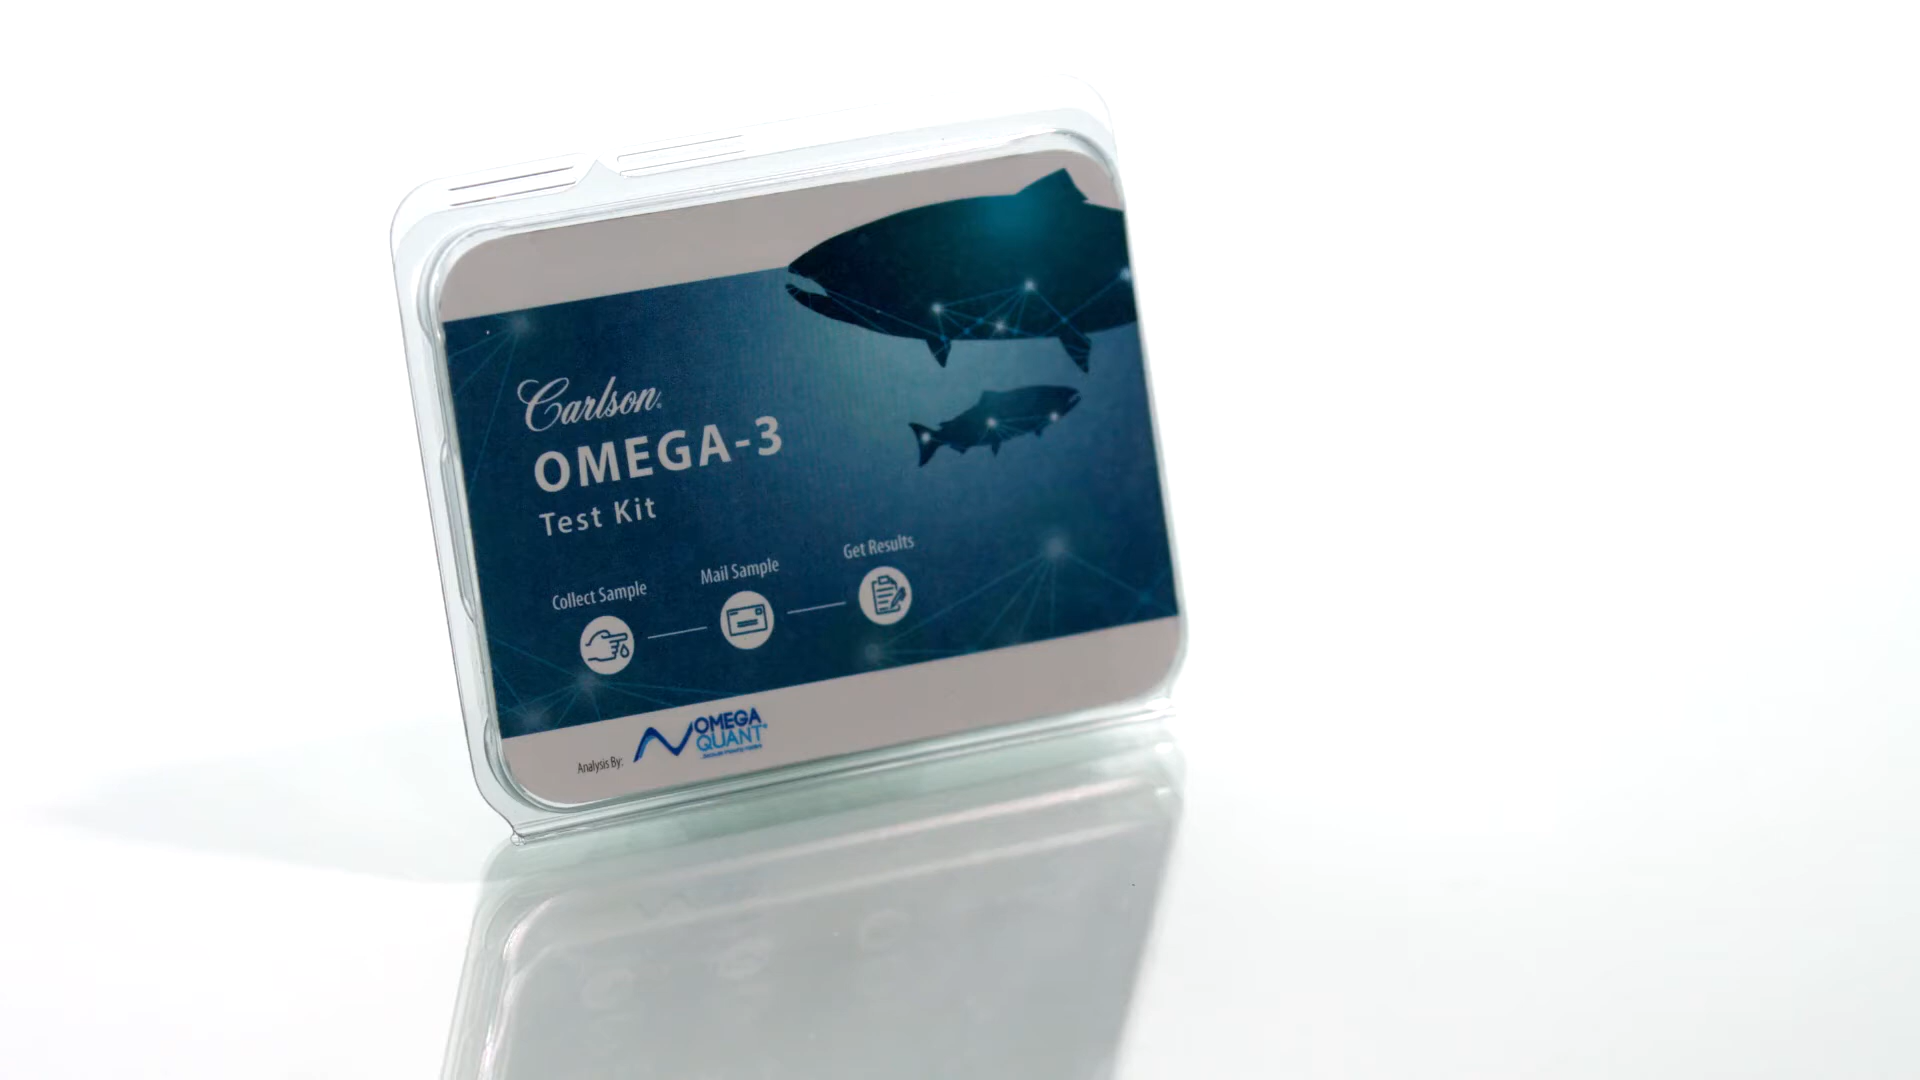 Carlson
OMEGA-3
Test Kit
Collect Sample
Mail Sample
Get Results
Analysis By:
OMEGA
QUANT